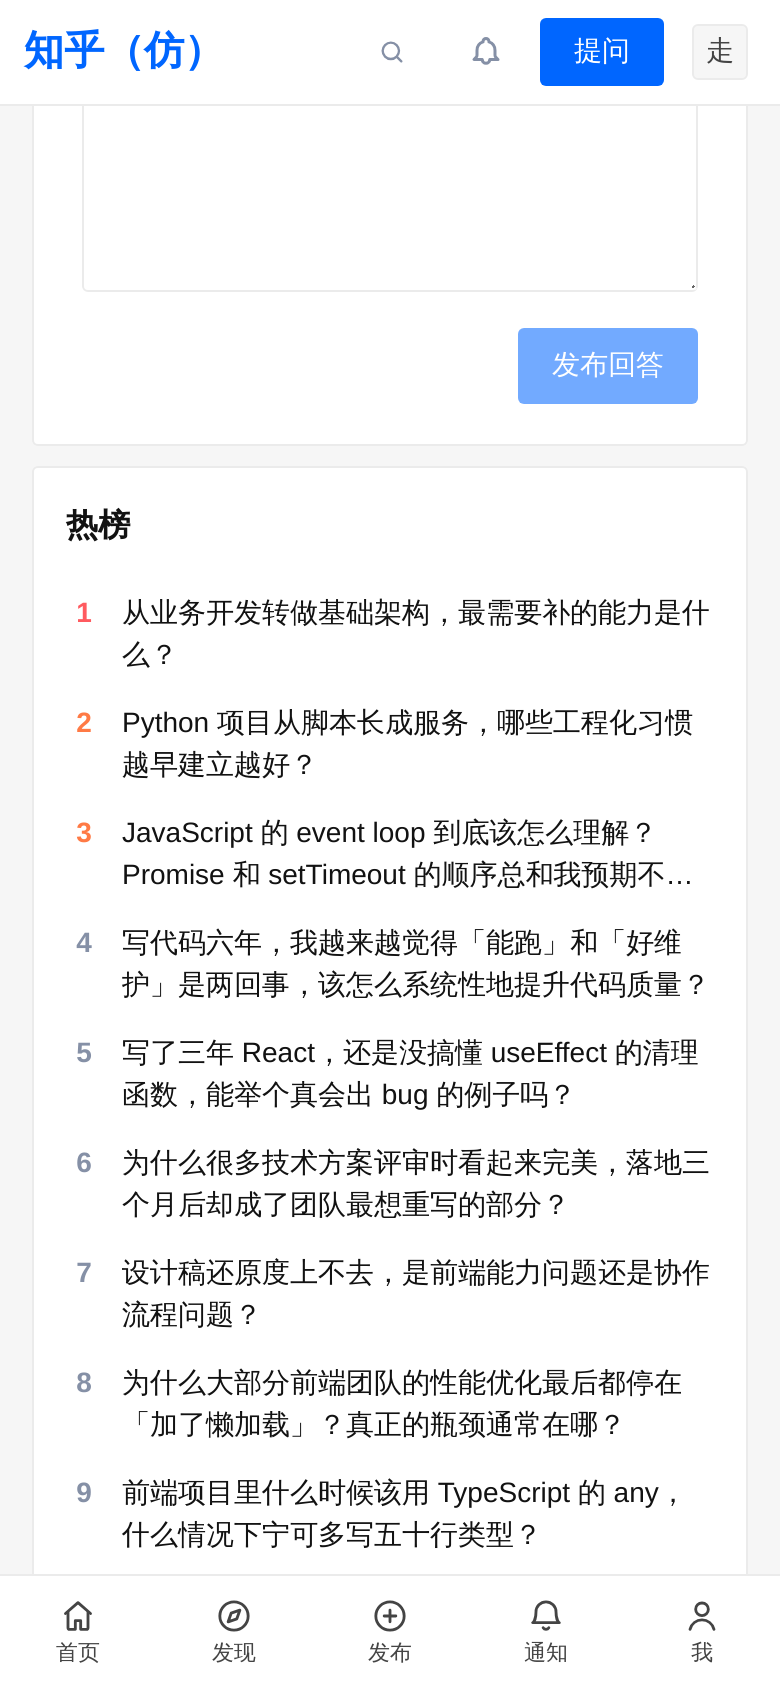 知乎（仿）
提问
走
发布回答
热榜
1 从业务开发转做基础架构，最需要补的能力是什
么？
2 Python 项目从脚本长成服务，哪些工程化习惯
越早建立越好？
3 JavaScript 的 event loop 到底该怎么理解？
Promise 和 setTimeout 的顺序总和我预期不…
4 写代码六年，我越来越觉得「能跑」和「好维
护」是两回事，该怎么系统性地提升代码质量？
5 写了三年 React，还是没搞懂 useEffect 的清理
函数，能举个真会出 bug 的例子吗？
6 为什么很多技术方案评审时看起来完美，落地三
个月后却成了团队最想重写的部分？
7 设计稿还原度上不去，是前端能力问题还是协作
流程问题？
8 为什么大部分前端团队的性能优化最后都停在
「加了懒加载」？真正的瓶颈通常在哪？
9 前端项目里什么时候该用 TypeScript 的 any，
什么情况下宁可多写五十行类型？
首页 发现 发布 通知 我